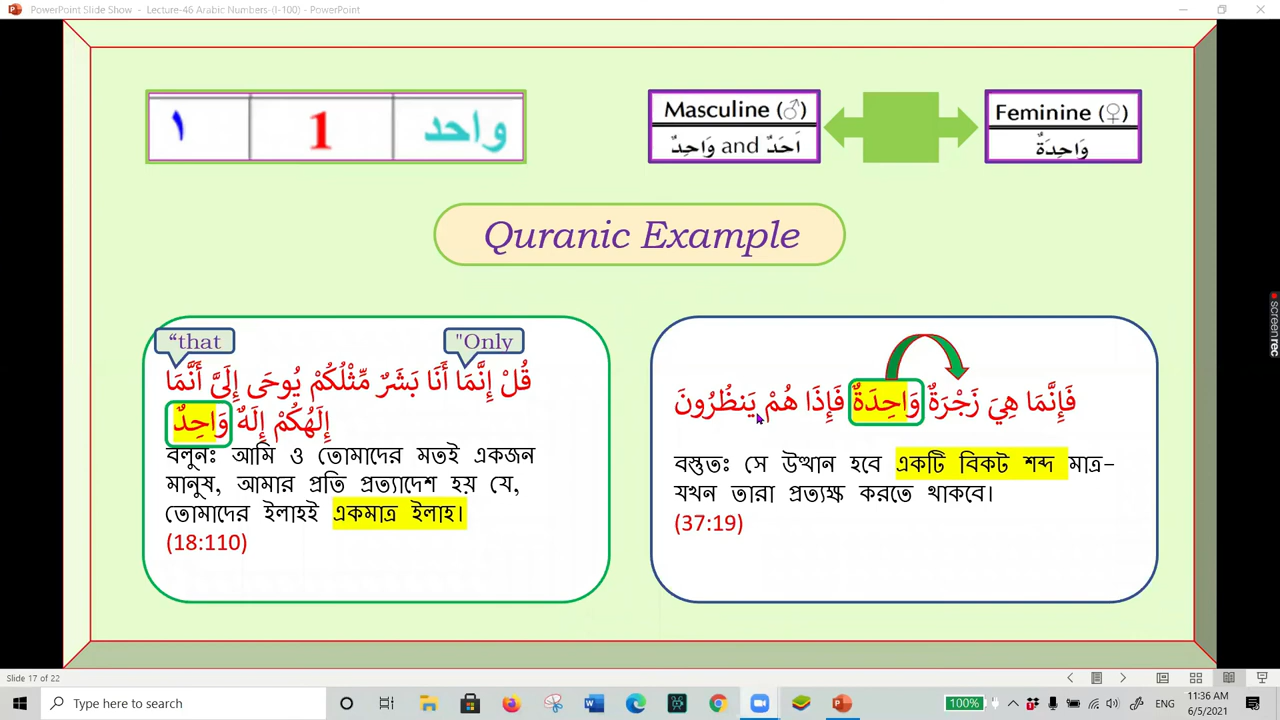 PowerPoint Slide Show - Lecture-46 Arabic Numbers-(I-100) - PowerPoint
١ 1 واحد
Masculine (♂)
وَاحِدٌ and اَحَدٌ
Feminine (♀)
وَاحِدَةٌ
Quranic Example
“that
"Only
قُلْ إِنَّمَا أَنَا بَشَرٌ مِّثْلُكُمْ يُوحَى إِلَيَّ أَنَّمَا
إِلَهُكُمْ إِلَهٌ وَاحِدٌ
বলুনঃ আমি ও তোমাদের মতই একজন
মানুষ, আমার প্রতি প্রত্যাদেশ হয় যে,
তোমাদের ইলাহই একমাত্র ইলাহ।
(18:110)
فَإِنَّمَا هِيَ زَجْرَةٌ وَاحِدَةٌ فَإِذَا هُمْ يَنظُرُونَ
বস্তুতঃ সে উত্থান হবে একটি বিকট শব্দ মাত্র-
যখন তারা প্রত্যক্ষ করতে থাকবে।
(37:19)
screenrec
Slide 17 of 22
Type here to search
100%
ENG
11:36 AM
6/5/2021